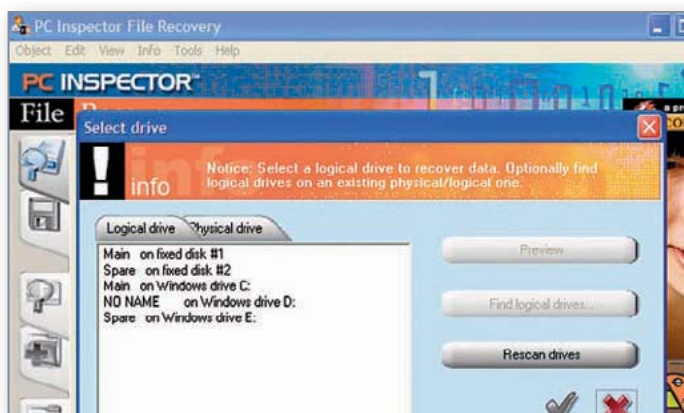 PC Inspector File Recovery
Object Edit View Info Tools Help
PC INSPECTOR™
File
Select drive
info
Notice: Select a logical drive to recover data. Optionally find
logical drives on an existing physical/logical one.
Logical drive Physical drive
Main on fixed disk #1
Spare on fixed disk #2
Main on Windows drive C:
NO NAME on Windows drive D:
Spare on Windows drive E:
Preview
Find logical drives...
Rescan drives